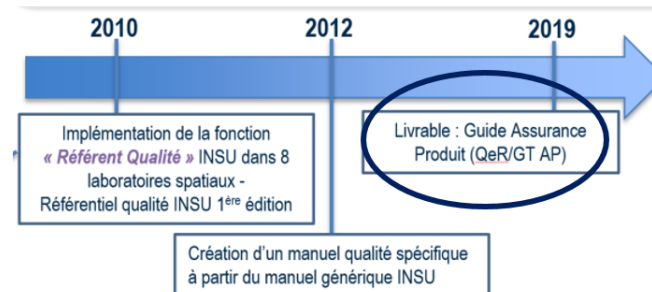 2010 2012 2019
Implémentation de la fonction
« Référent Qualité » INSU dans 8
laboratoires spatiaux -
Référentiel qualité INSU 1ère édition
Livrable : Guide Assurance
Produit (QeR/GT AP)
Création d'un manuel qualité spécifique
à partir du manuel générique INSU